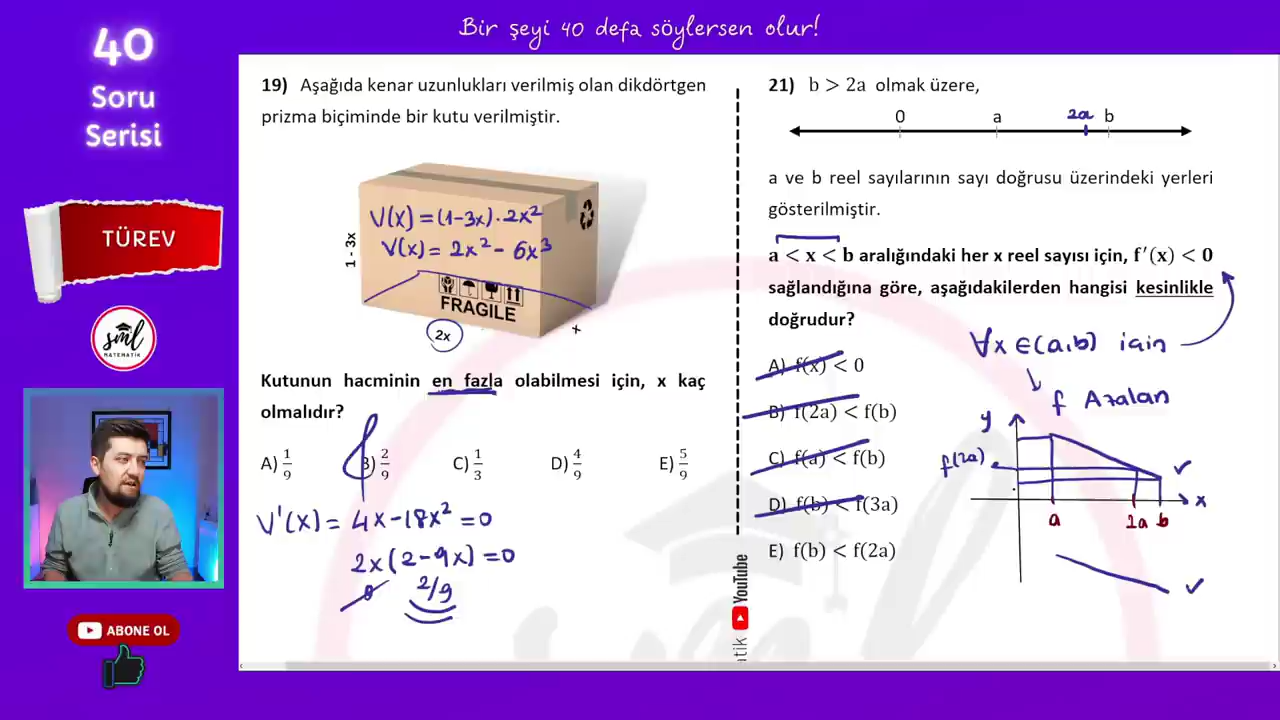 Bir şeyi 40 defa söylersen olur!
40
Soru
Serisi
TÜREV
sml
MATEMATİK
ABONE OL
19) Aşağıda kenar uzunlukları verilmiş olan dikdörtgen
prizma biçiminde bir kutu verilmiştir.
V(x) = (1-3x) · 2x²
V(x) = 2x² - 6x³
1 - 3x
FRAGILE
2x
x
Kutunun hacminin en fazla olabilmesi için, x kaç
olmalıdır?
A) 1/9 B) 2/9 C) 1/3 D) 4/9 E) 5/9
V'(x) = 4x-18x² = 0
2x(2-9x) = 0
0 2/9
YouTube
21) b > 2a olmak üzere,
0 a 2a b
a ve b reel sayılarının sayı doğrusu üzerindeki yerleri
gösterilmiştir.
a < x < b aralığındaki her x reel sayısı için, f'(x) < 0
sağlandığına göre, aşağıdakilerden hangisi kesinlikle
doğrudur?
∀x ∈(a,b) için
f Azalan
A) f(x) < 0
B) f(2a) < f(b)
C) f(a) < f(b)
D) f(b) < f(3a)
E) f(b) < f(2a)
y
f(2a)
x
a 2a b